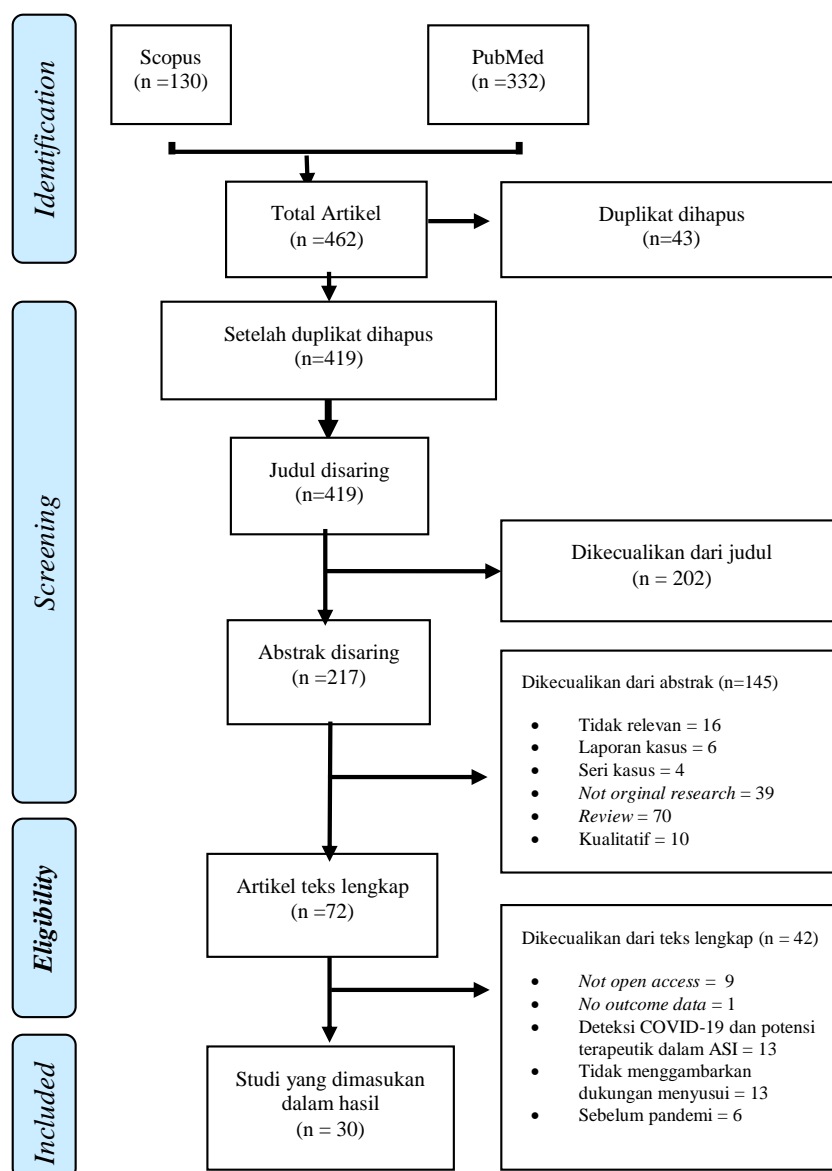 Identification
Scopus
(n =130)
PubMed
(n =332)
Total Artikel
(n =462)
Duplikat dihapus
(n=43)
Screening
Setelah duplikat dihapus
(n=419)
Judul disaring
(n=419)
Dikecualikan dari judul
(n = 202)
Abstrak disaring
(n =217)
Dikecualikan dari abstrak (n=145)
• Tidak relevan = 16
• Laporan kasus = 6
• Seri kasus = 4
• Not orginal research = 39
• Review = 70
• Kualitatif = 10
Eligibility
Artikel teks lengkap
(n =72)
Dikecualikan dari teks lengkap (n = 42)
• Not open access = 9
• No outcome data = 1
• Deteksi COVID-19 dan potensi
terapeutik dalam ASI = 13
• Tidak menggambarkan
dukungan menyusui = 13
• Sebelum pandemi = 6
Included
Studi yang dimasukan
dalam hasil
(n = 30)